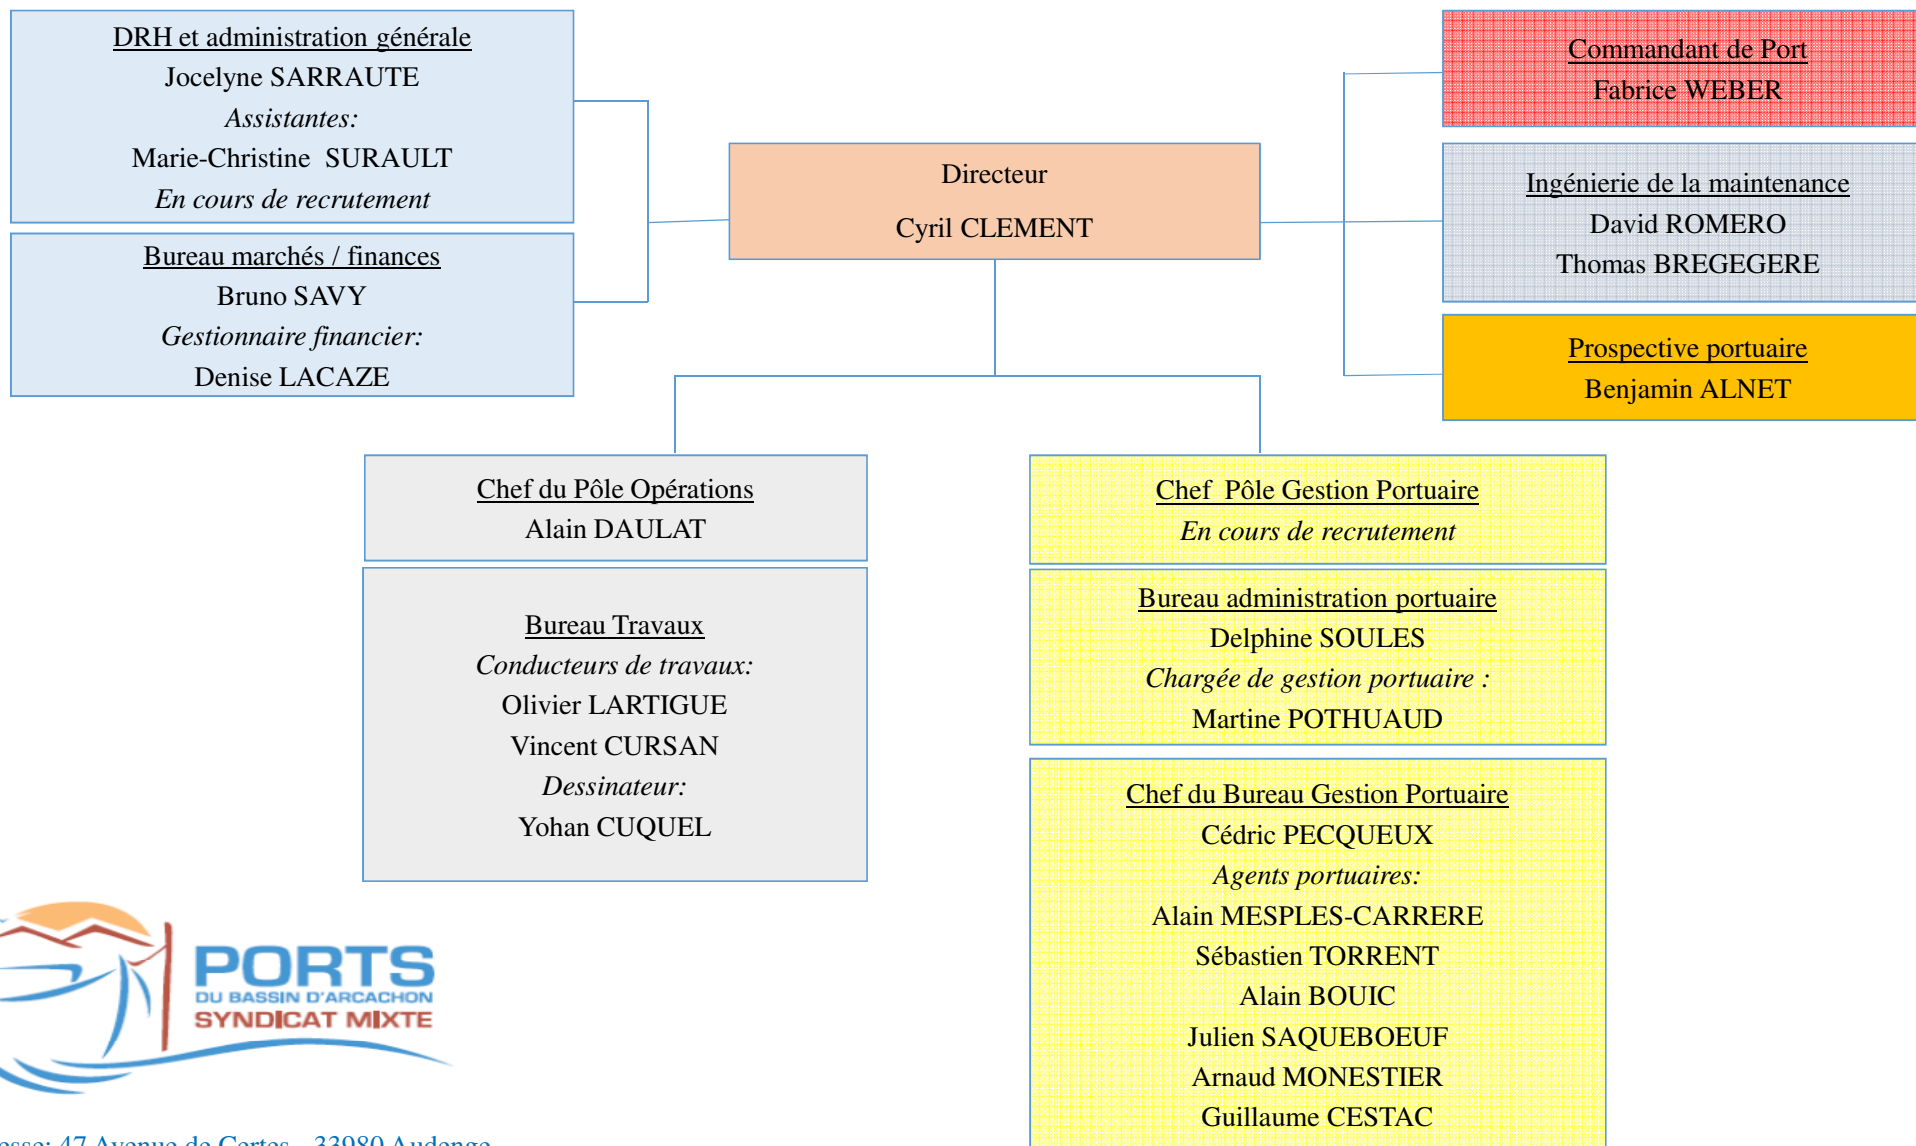 DRH et administration générale
Jocelyne SARRAUTE
Assistantes:
Marie-Christine SURAULT
En cours de recrutement
Bureau marchés / finances
Bruno SAVY
Gestionnaire financier:
Denise LACAZE
Directeur
Cyril CLEMENT
Commandant de Port
Fabrice WEBER
Ingénierie de la maintenance
David ROMERO
Thomas BREGEGERE
Prospective portuaire
Benjamin ALNET
Chef du Pôle Opérations
Alain DAULAT
Bureau Travaux
Conducteurs de travaux:
Olivier LARTIGUE
Vincent CURSAN
Dessinateur:
Yohan CUQUEL
Chef Pôle Gestion Portuaire
En cours de recrutement
Bureau administration portuaire
Delphine SOULES
Chargée de gestion portuaire :
Martine POTHUAUD
Chef du Bureau Gestion Portuaire
Cédric PECQUEUX
Agents portuaires:
Alain MESPLES-CARRERE
Sébastien TORRENT
Alain BOUIC
Julien SAQUEBOEUF
Arnaud MONESTIER
Guillaume CESTAC
PORTS
DU BASSIN D'ARCACHON
SYNDICAT MIXTE
esse: 47 Avenue de Certes - 33980 Audenge